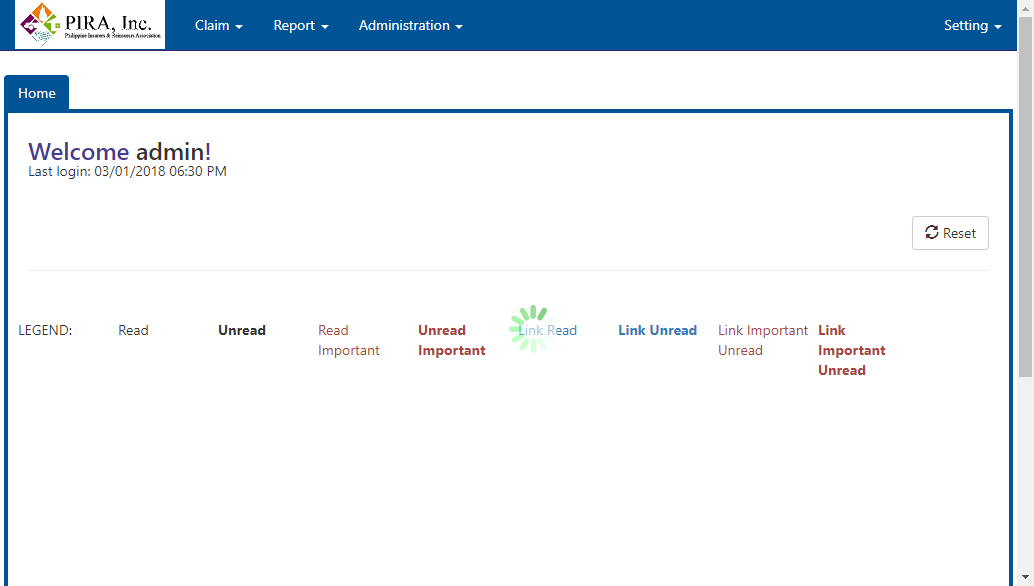 PIRA, Inc.
Philippine Insurers & Reinsurers Association
Claim
Report
Administration
Setting
Home
Welcome admin!
Last login: 03/01/2018 06:30 PM
Reset
LEGEND:
Read
Unread
Read
Important
Unread
Important
Link Read
Link Unread
Link Important
Unread
Link
Important
Unread